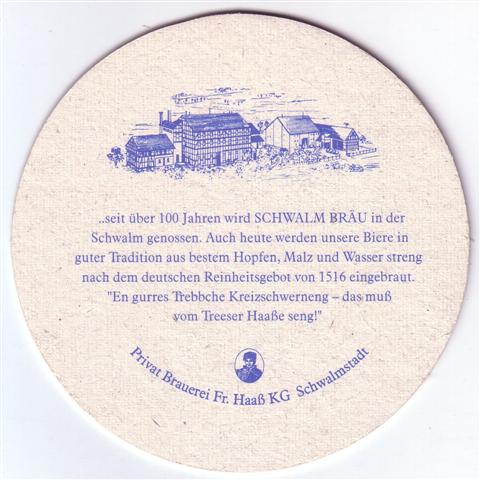 ..seit über 100 Jahren wird SCHWALM BRÄU in der
Schwalm genossen. Auch heute werden unsere Biere in
guter Tradition aus bestem Hopfen, Malz und Wasser streng
nach dem deutschen Reinheitsgebot von 1516 eingebraut.
"En gurres Trebbche Kreizschwerneng – das muß
vom Treeser Haaße seng!"
Privat Brauerei Fr. Haaß KG Schwalmstadt